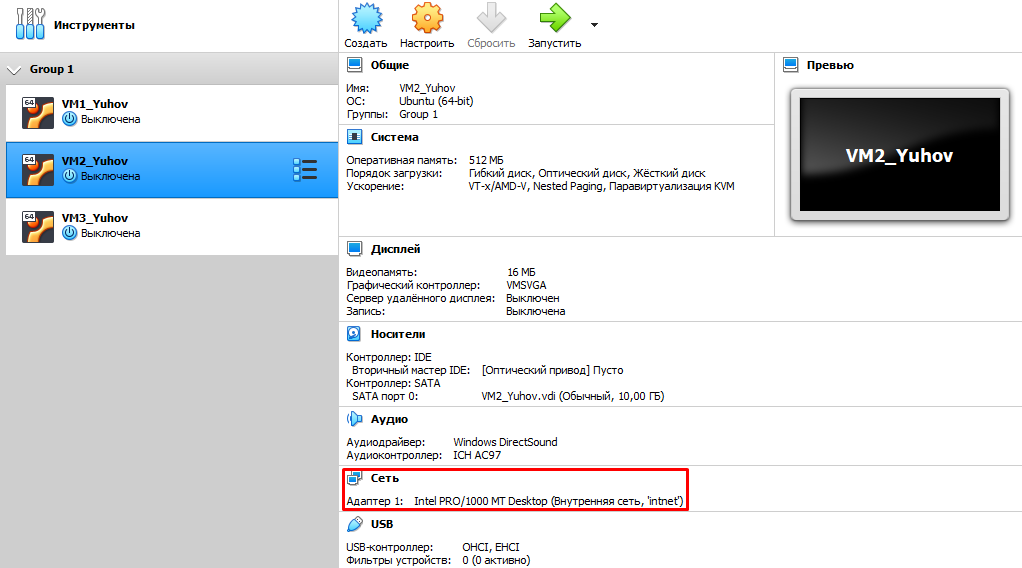 Инструменты
Создать Настроить Сбросить Запустить
Group 1
64
VM1_Yuhov
Выключена
64
VM2_Yuhov
Выключена
64
VM3_Yuhov
Выключена
Общие
Имя: VM2_Yuhov
ОС: Ubuntu (64-bit)
Группы: Group 1
Система
Оперативная память: 512 МБ
Порядок загрузки: Гибкий диск, Оптический диск, Жёсткий диск
Ускорение: VT-x/AMD-V, Nested Paging, Паравиртуализация KVM
Превью
VM2_Yuhov
Дисплей
Видеопамять: 16 МБ
Графический контроллер: VMSVGA
Сервер удалённого дисплея: Выключен
Запись: Выключена
Носители
Контроллер: IDE
Вторичный мастер IDE: [Оптический привод] Пусто
Контроллер: SATA
SATA порт 0: VM2_Yuhov.vdi (Обычный, 10,00 ГБ)
Аудио
Аудиодрайвер: Windows DirectSound
Аудиоконтроллер: ICH AC97
Сеть
Адаптер 1: Intel PRO/1000 MT Desktop (Внутренняя сеть, 'intnet')
USB
USB-контроллер: OHCI, EHCI
Фильтры устройств: 0 (0 активно)